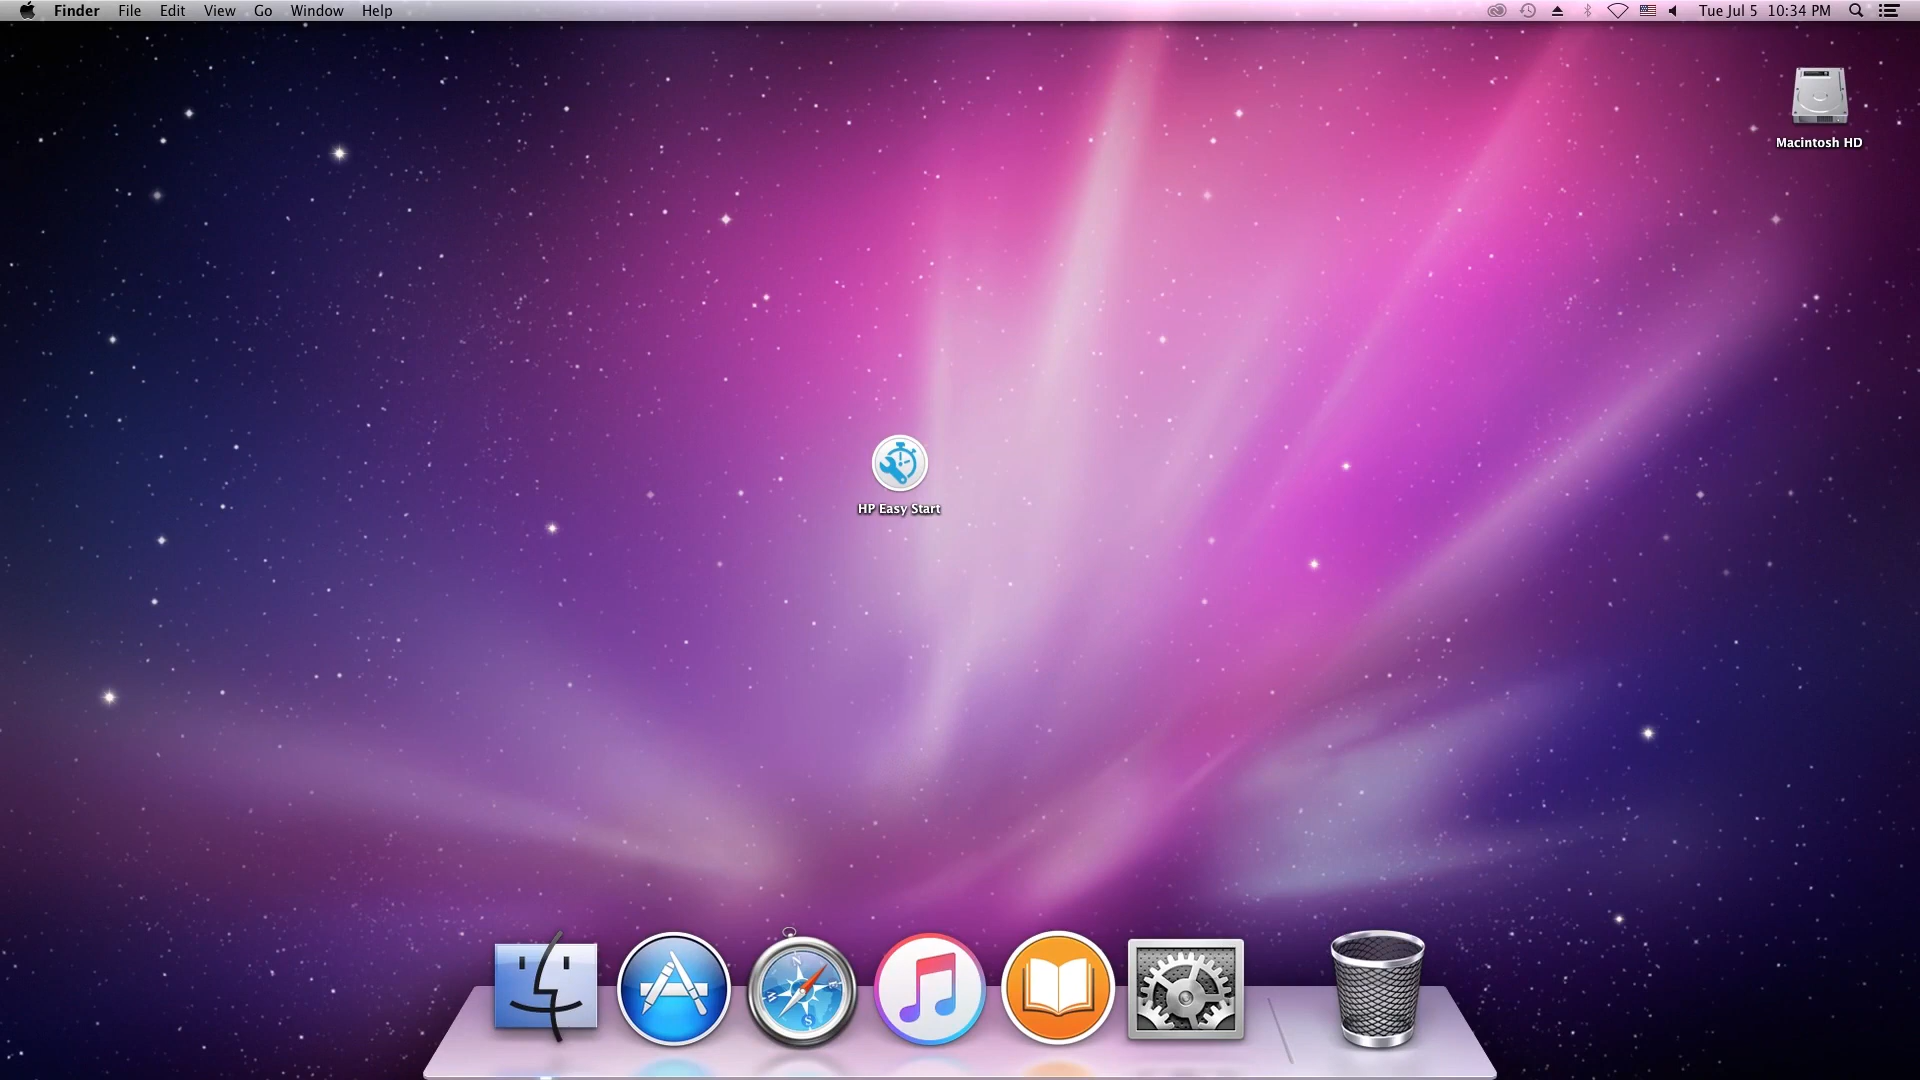 Finder File Edit View Go Window Help Tue Jul 5 10:34 PM
Macintosh HD
HP Easy Start